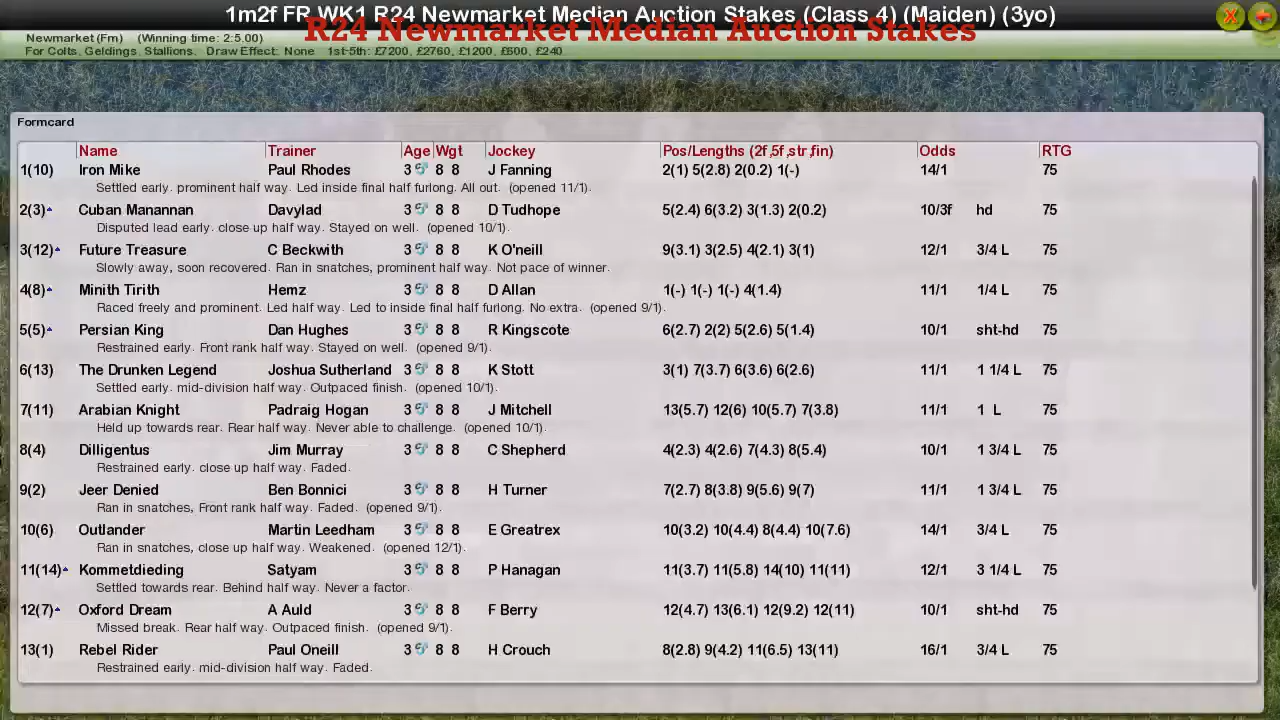 1m2f FR WK1 R24 Newmarket Median Auction Stakes (Class 4) (Maiden) (3yo)
R24 Newmarket Median Auction Stakes
Newmarket (Fm) (Winning time: 2:5.00)
For Colts, Geldings, Stallions. Draw Effect: None 1st-5th: £7200, £2760, £1200, £600, £240
Formcard
Name Trainer Age Wgt Jockey Pos/Lengths (2f,5f,str,fin) Odds RTG
1(10) Iron Mike Paul Rhodes 3 8 8 J Fanning 2(1) 5(2.8) 2(0.2) 1(-) 14/1 75
Settled early. prominent half way. Led inside final half furlong. All out. (opened 11/1).
2(3) Cuban Manannan Davylad 3 8 8 D Tudhope 5(2.4) 6(3.2) 3(1.3) 2(0.2) 10/3f hd 75
Disputed lead early. close up half way. Stayed on well. (opened 10/1).
3(12) Future Treasure C Beckwith 3 8 8 K O'neill 9(3.1) 3(2.5) 4(2.1) 3(1) 12/1 3/4 L 75
Slowly away, soon recovered. Ran in snatches, prominent half way. Not pace of winner.
4(8) Minith Tirith Hemz 3 8 8 D Allan 1(-) 1(-) 1(-) 4(1.4) 11/1 1/4 L 75
Raced freely and prominent. Led half way. Led to inside final half furlong. No extra. (opened 9/1).
5(5) Persian King Dan Hughes 3 8 8 R Kingscote 6(2.7) 2(2) 5(2.6) 5(1.4) 10/1 sht-hd 75
Restrained early. Front rank half way. Stayed on well. (opened 9/1).
6(13) The Drunken Legend Joshua Sutherland 3 8 8 K Stott 3(1) 7(3.7) 6(3.6) 6(2.6) 11/1 1 1/4 L 75
Settled early. mid-division half way. Outpaced finish. (opened 10/1).
7(11) Arabian Knight Padraig Hogan 3 8 8 J Mitchell 13(5.7) 12(6) 10(5.7) 7(3.8) 11/1 1 L 75
Held up towards rear. Rear half way. Never able to challenge. (opened 10/1).
8(4) Dilligentus Jim Murray 3 8 8 C Shepherd 4(2.3) 4(2.6) 7(4.3) 8(5.4) 10/1 1 3/4 L 75
Restrained early. close up half way. Faded.
9(2) Jeer Denied Ben Bonnici 3 8 8 H Turner 7(2.7) 8(3.8) 9(5.6) 9(7) 11/1 1 3/4 L 75
Ran in snatches, Front rank half way. Faded. (opened 9/1).
10(6) Outlander Martin Leedham 3 8 8 E Greatrex 10(3.2) 10(4.4) 8(4.4) 10(7.6) 14/1 3/4 L 75
Ran in snatches, close up half way. Weakened. (opened 12/1).
11(14) Kommetdieding Satyam 3 8 8 P Hanagan 11(3.7) 11(5.8) 14(10) 11(11) 12/1 3 1/4 L 75
Settled towards rear. Behind half way. Never a factor.
12(7) Oxford Dream A Auld 3 8 8 F Berry 12(4.7) 13(6.1) 12(9.2) 12(11) 10/1 sht-hd 75
Missed break. Rear half way. Outpaced finish. (opened 9/1).
13(1) Rebel Rider Paul Oneill 3 8 8 H Crouch 8(2.8) 9(4.2) 11(6.5) 13(11) 16/1 3/4 L 75
Restrained early. mid-division half way. Faded.